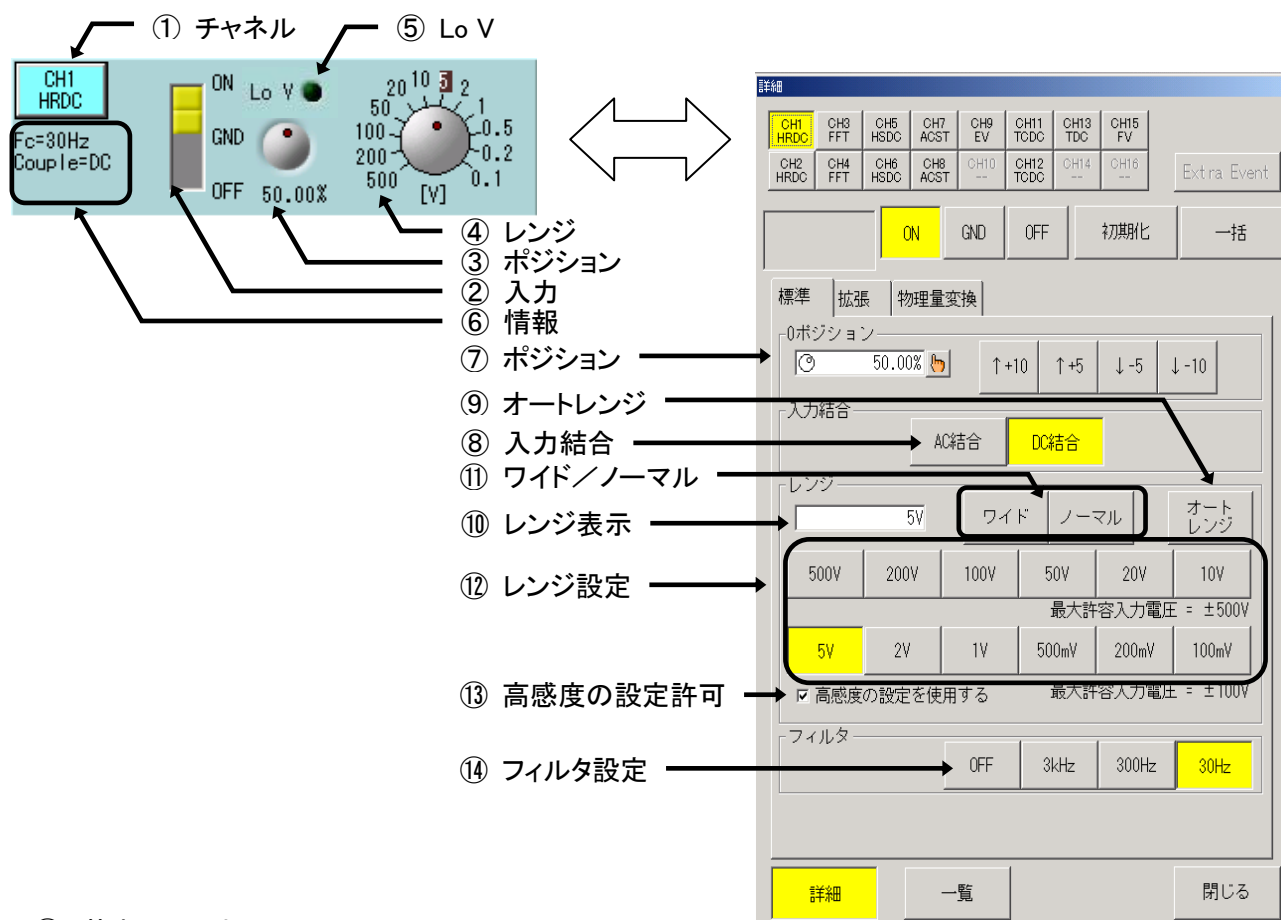 ① チャネル
⑤ Lo V
CH1
HRDC
Fc=30Hz
Couple=DC
ON
GND
OFF
Lo V
50.00%
500
200
100
50
20
10
5
2
1
0.5
0.2
0.1
[V]
④ レンジ
③ ポジション
② 入力
⑥ 情報
⑦ ポジション
⑨ オートレンジ
⑧ 入力結合
⑪ ワイド／ノーマル
⑩ レンジ表示
⑫ レンジ設定
⑬ 高感度の設定許可
⑭ フィルタ設定
詳細
CH1 HRDC
CH3 FFT
CH5 HSDC
CH7 ACST
CH9 EV
CH11 TCDC
CH13 TDC
CH15 FV
CH2 HRDC
CH4 FFT
CH6 HSDC
CH8 ACST
CH10 --
CH12 TCDC
CH14 --
CH16 --
Extra Event
ON GND OFF 初期化 一括
標準 拡張 物理量変換
0ポジション
50.00% ↑+10 ↑+5 ↓-5 ↓-10
入力結合
AC結合 DC結合
レンジ
5V ワイド ノーマル オートレンジ
500V 200V 100V 50V 20V 10V
最大許容入力電圧 = ±500V
5V 2V 1V 500mV 200mV 100mV
高感度の設定を使用する 最大許容入力電圧 = ±100V
フィルタ
OFF 3kHz 300Hz 30Hz
詳細 一覧 閉じる